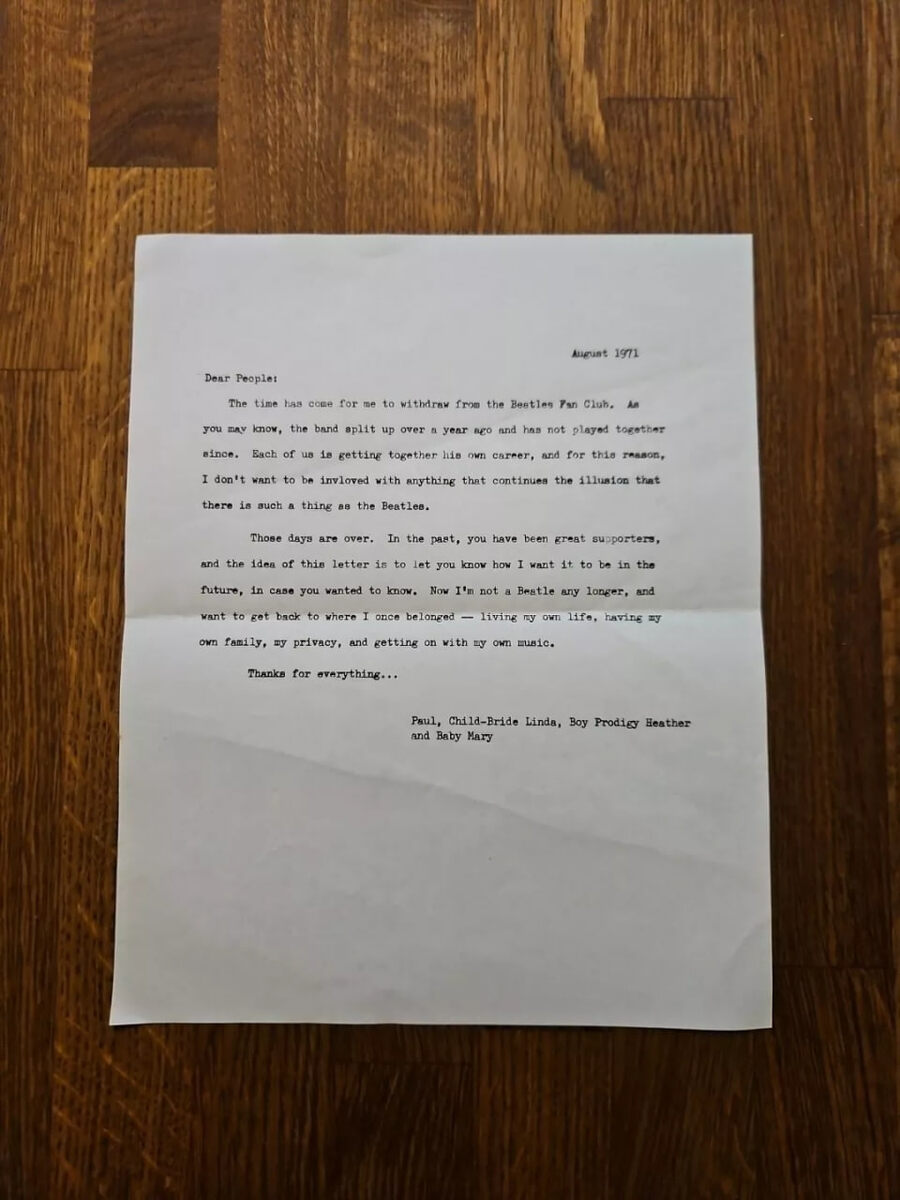 August 1971
Dear People:
The time has come for me to withdraw from the Beatles Fan Club. As
you may know, the band split up over a year ago and has not played together
since. Each of us is getting together his own career, and for this reason,
I don't want to be invloved with anything that continues the illusion that
there is such a thing as the Beatles.
Those days are over. In the past, you have been great supporters,
and the idea of this letter is to let you know how I want it to be in the
future, in case you wanted to know. Now I'm not a Beatle any longer, and
want to get back to where I once belonged — living my own life, having my
own family, my privacy, and getting on with my own music.
Thanks for everything...
Paul, Child-Bride Linda, Boy Prodigy Heather
and Baby Mary